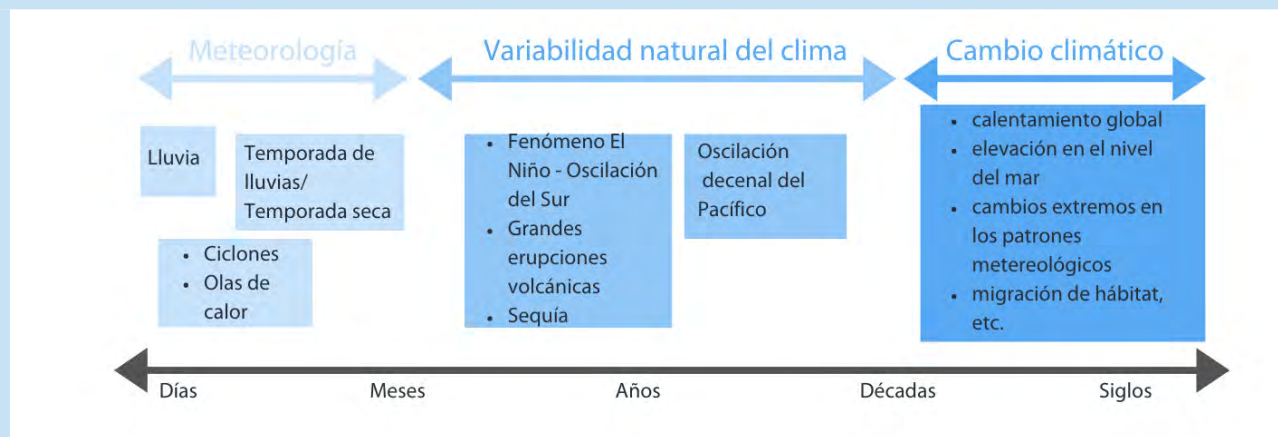 Meteorología
Variabilidad natural del clima
Cambio climático
Lluvia
Temporada de
lluvias/
Temporada seca
• Ciclones
• Olas de
calor
• Fenómeno El
Niño - Oscilación
del Sur
• Grandes
erupciones
volcánicas
• Sequía
Oscilación
decenal del
Pacífico
• calentamiento global
• elevación en el nivel
del mar
• cambios extremos en
los patrones
metereológicos
• migración de hábitat,
etc.
Días
Meses
Años
Décadas
Siglos